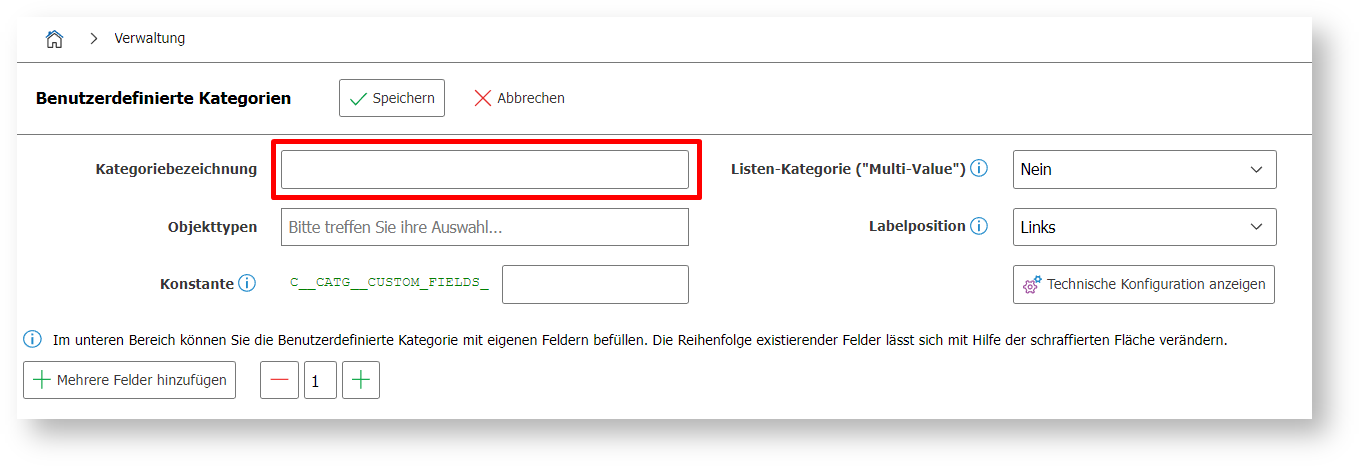 Verwaltung
Benutzerdefinierte Kategorien Speichern Abbrechen
Kategoriebezeichnung Listen-Kategorie ("Multi-Value") Nein
Objekttypen Bitte treffen Sie ihre Auswahl... Labelposition Links
Konstante C__CATG__CUSTOM_FIELDS_ Technische Konfiguration anzeigen
Im unteren Bereich können Sie die Benutzerdefinierte Kategorie mit eigenen Feldern befüllen. Die Reihenfolge existierender Felder lässt sich mit Hilfe der schraffierten Fläche verändern.
Mehrere Felder hinzufügen 1